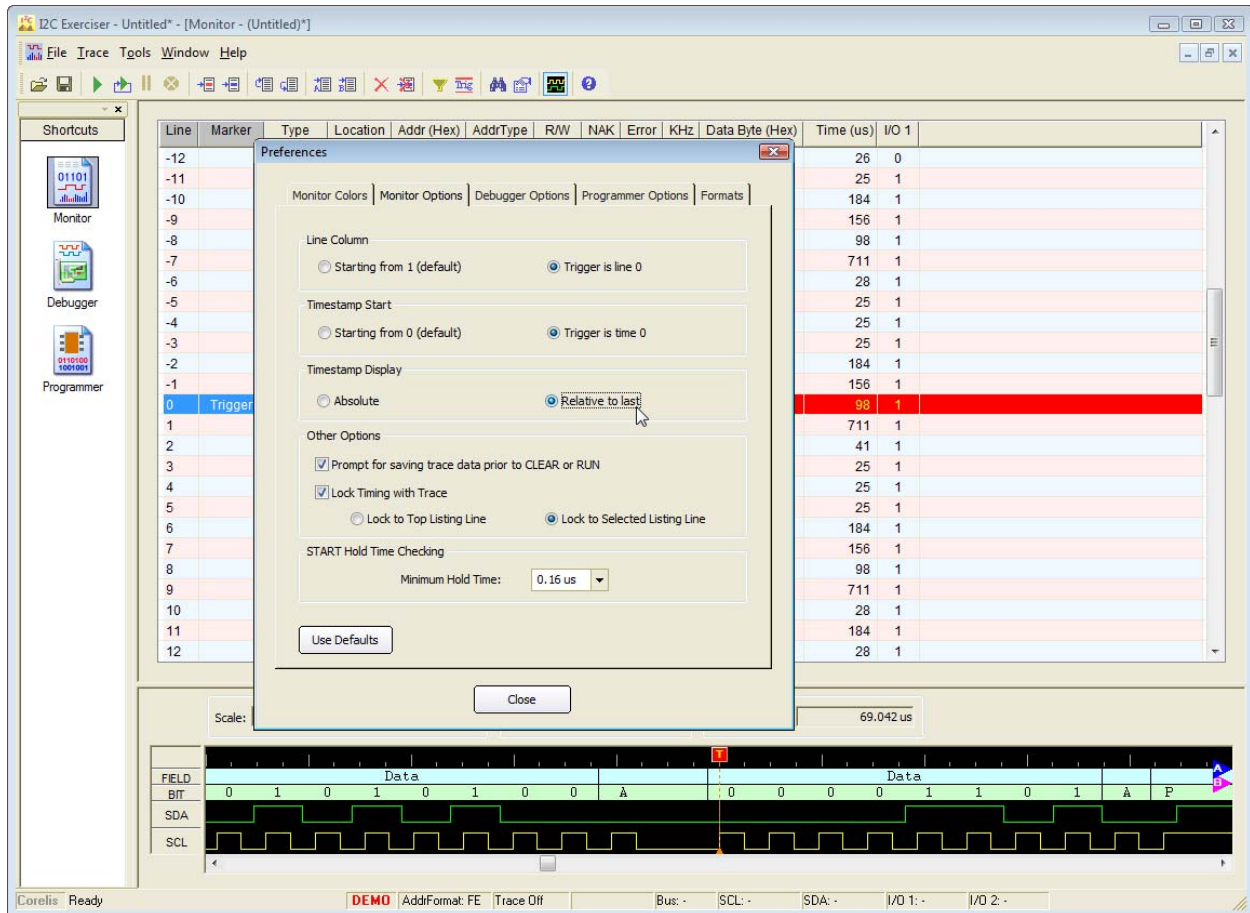 I2C Exerciser - Untitled* - [Monitor - (Untitled)*]
File Trace Tools Window Help
Shortcuts
Monitor
Debugger
Programmer
Line Marker Type Location Addr (Hex) AddrType R/W NAK Error KHz Data Byte (Hex) Time (us) I/O 1
-12 26 0
-11 25 1
-10 184 1
-9 156 1
-8 98 1
-7 711 1
-6 28 1
-5 25 1
-4 25 1
-3 25 1
-2 184 1
-1 156 1
0 Trigger 98 1
1 711 1
2 41 1
3 25 1
4 25 1
5 25 1
6 184 1
7 156 1
8 98 1
9 711 1
10 28 1
11 184 1
12 28 1
Preferences
Monitor Colors Monitor Options Debugger Options Programmer Options Formats
Line Column
Starting from 1 (default) Trigger is line 0
Timestamp Start
Starting from 0 (default) Trigger is time 0
Timestamp Display
Absolute Relative to last
Other Options
Prompt for saving trace data prior to CLEAR or RUN
Lock Timing with Trace
Lock to Top Listing Line Lock to Selected Listing Line
START Hold Time Checking
Minimum Hold Time: 0.16 us
Use Defaults
Close
Scale: 69.042 us
T
FIELD Data Data
BIT 0 1 0 1 0 1 0 0 A 0 0 0 0 1 1 0 1 A P
SDA
SCL
A
B
Corelis Ready DEMO AddrFormat: FE Trace Off Bus: - SCL: - SDA: - I/O 1: - I/O 2: -